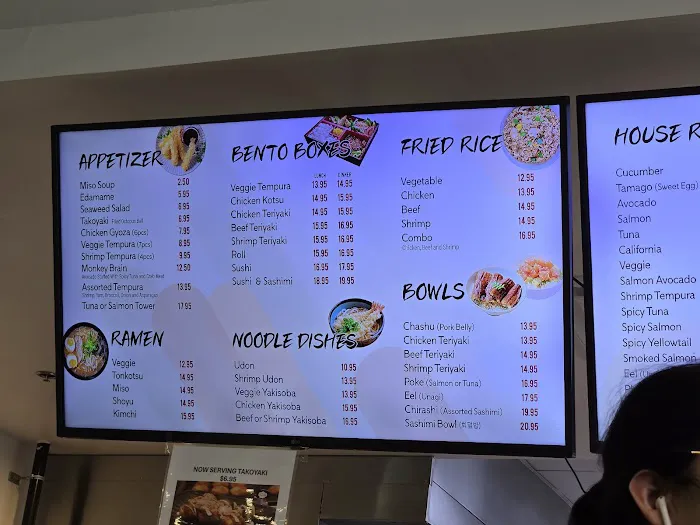 APPETIZER
Miso Soup 2.50
Edamame 5.95
Seaweed Salad 6.95
Takoyaki 6.95
Chicken Gyoza (6pcs) 7.95
Veggie Tempura (7pcs) 8.95
Shrimp Tempura (4pcs) 9.95
Monkey Brain 12.50
Assorted Tempura 13.95
Tuna or Salmon Tower 17.95
RAMEN
Veggie 12.95
Tonkotsu 14.95
Miso 14.95
Shoyu 14.95
Kimchi 15.95
BENTO BOXES
LUNCH DINNER
Veggie Tempura 13.95 14.95
Chicken Kotsu 14.95 15.95
Chicken Teriyaki 14.95 15.95
Beef Teriyaki 15.95 16.95
Shrimp Teriyaki 15.95 16.95
Roll 15.95 16.95
Sushi 16.95 17.95
Sushi & Sashimi 18.95 19.95
NOODLE DISHES
Udon 10.95
Shrimp Udon 13.95
Veggie Yakisoba 13.95
Chicken Yakisoba 15.95
Beef or Shrimp Yakisoba 16.95
FRIED RICE
Vegetable 12.95
Chicken 13.95
Beef 14.95
Shrimp 14.95
Combo 16.95
Chicken, Beef and Shrimp
BOWLS
Chashu (Pork Belly) 13.95
Chicken Teriyaki 13.95
Beef Teriyaki 14.95
Shrimp Teriyaki 14.95
Poke (Salmon or Tuna) 16.95
Eel (Unagi) 17.95
Chirashi (Assorted Sashimi) 19.95
Sashimi Bowl (회덮밥) 20.95
HOUSE R
Cucumber
Tamago (Sweet Egg)
Avocado
Salmon
Tuna
California
Veggie
Salmon Avocado
Shrimp Tempura
Spicy Tuna
Spicy Salmon
Spicy Yellowtail
Smoked Salmon
Eel
NOW SERVING TAKOYAKI
$6.95